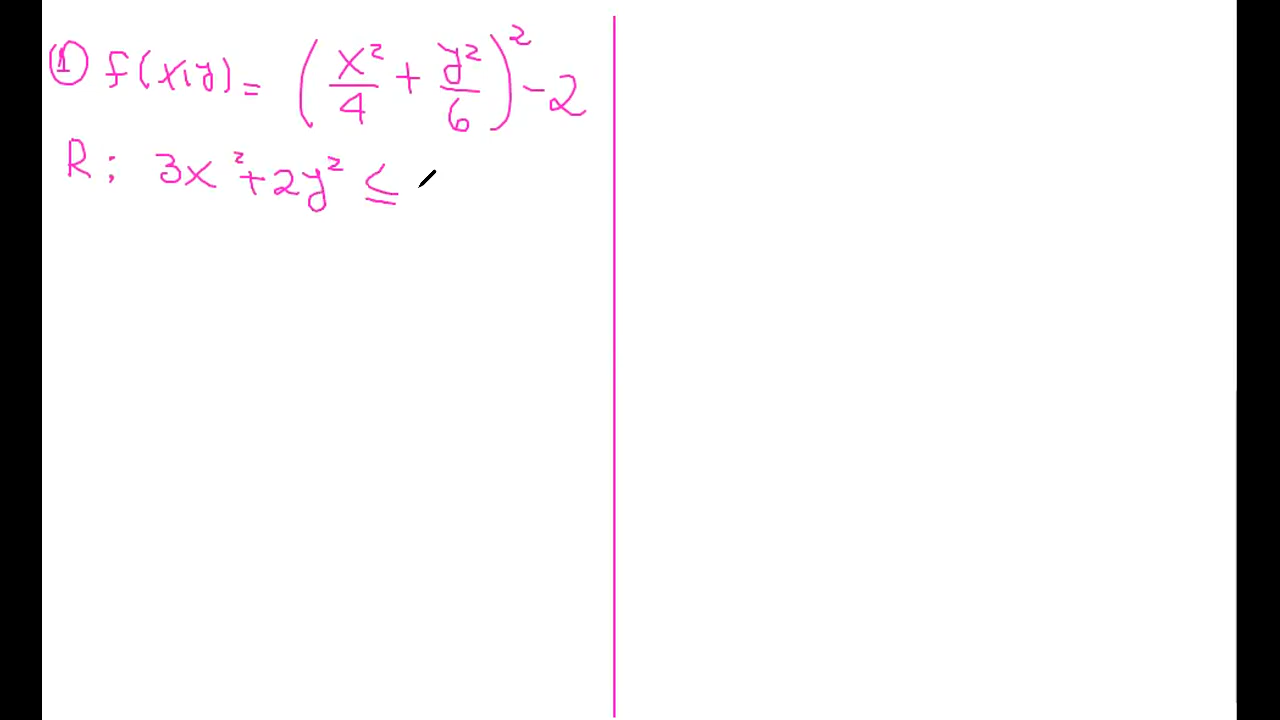 ① f(x,y) = (x²/4 + y²/6)² - 2
R: 3x² + 2y² ≤